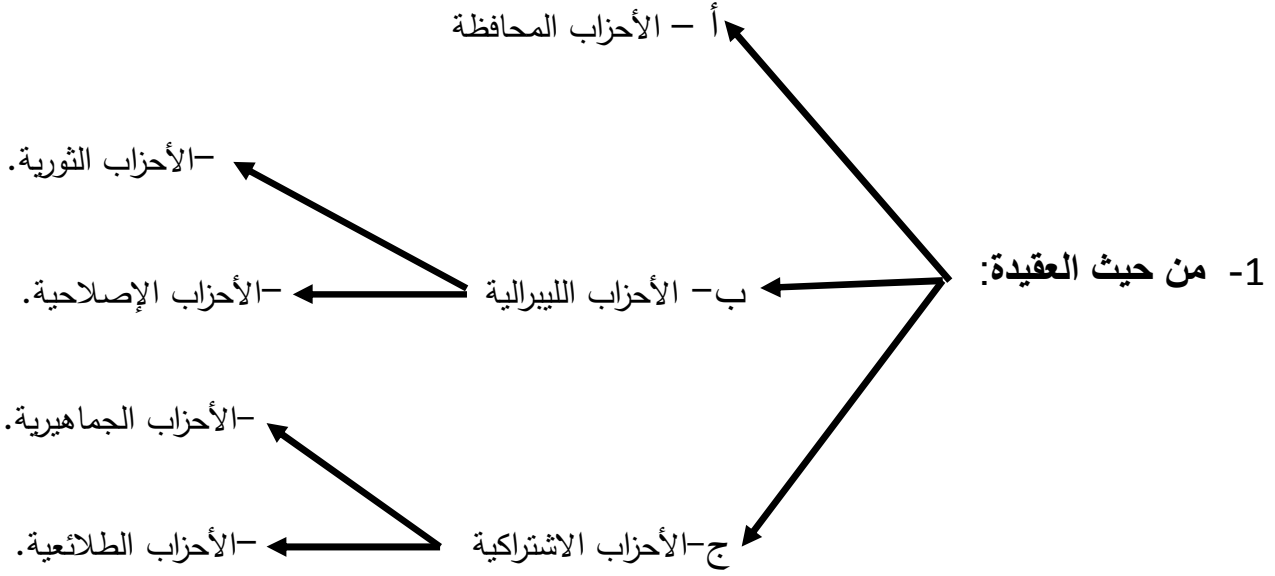 أ – الأحزاب المحافظة
–الأحزاب الثورية.
1- من حيث العقيدة:
ب– الأحزاب الليبرالية
–الأحزاب الإصلاحية.
–الأحزاب الجماهيرية.
ج–الأحزاب الاشتراكية
–الأحزاب الطلائعية.